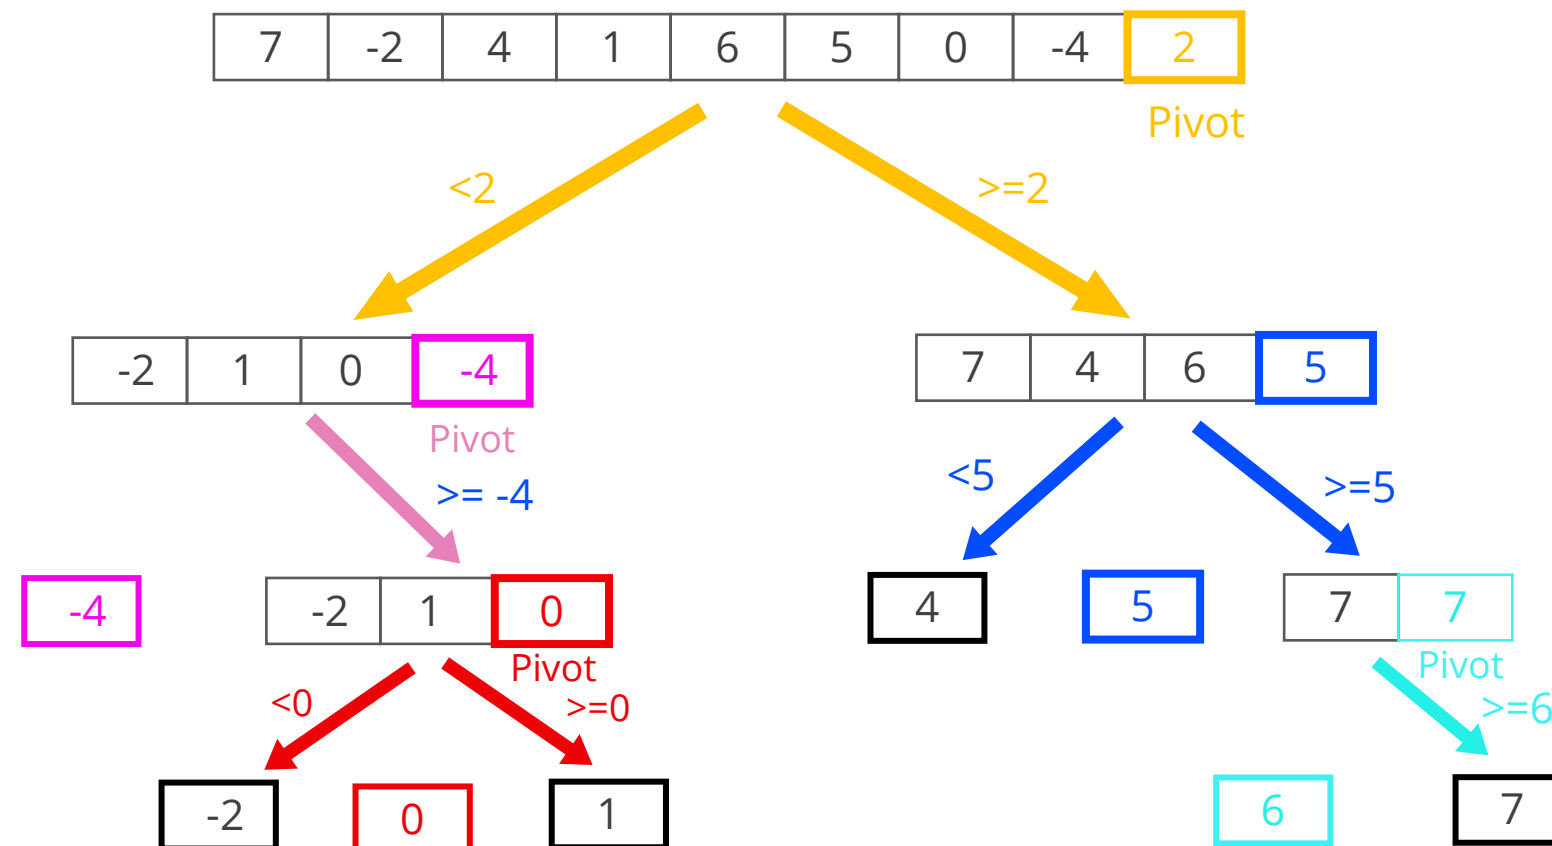 7 -2 4 1 6 5 0 -4 2
Pivot
<2 >=2
-2 1 0 -4 7 4 6 5
Pivot
>= -4 <5 >=5
-4 -2 1 0 4 5 7 7
Pivot Pivot
<0 >=0 >=6
-2 0 1 6 7